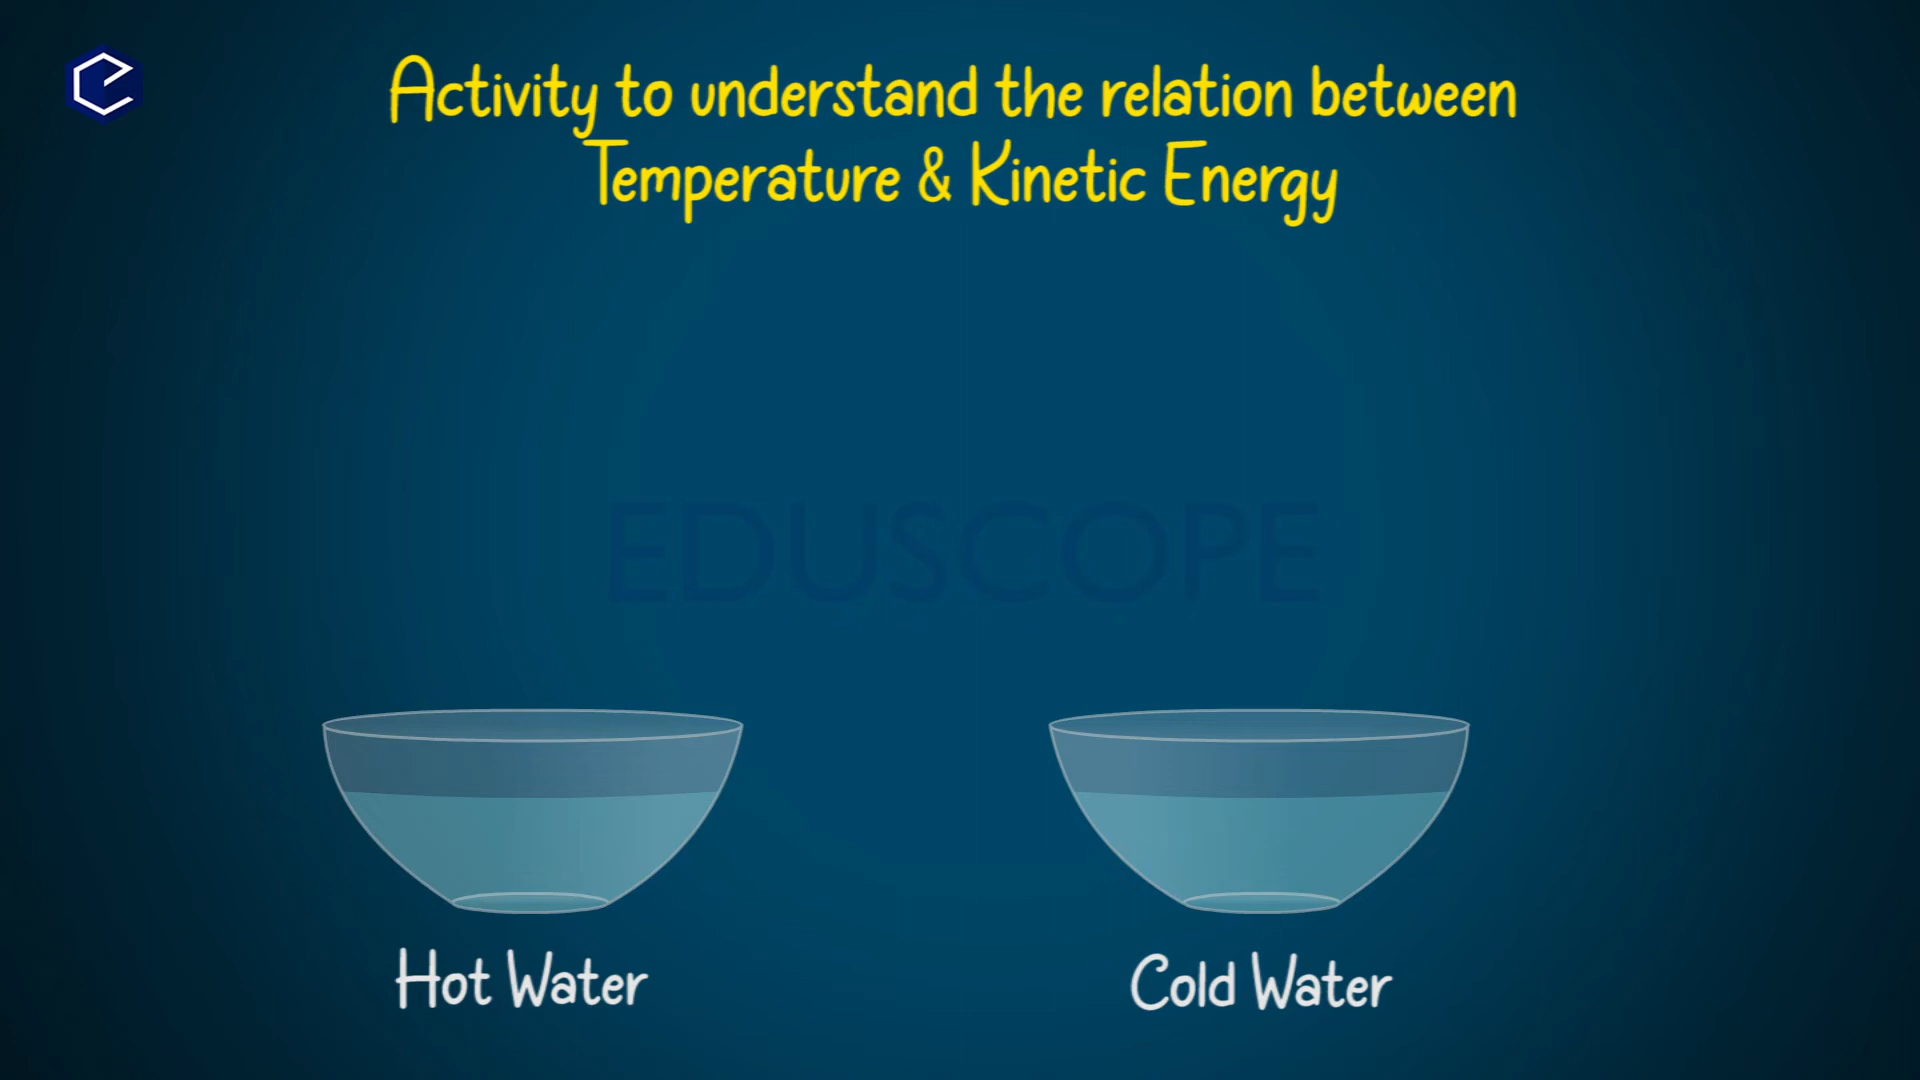 Activity to understand the relation between
Temperature & Kinetic Energy
EDUSCOPE
Hot Water
Cold Water